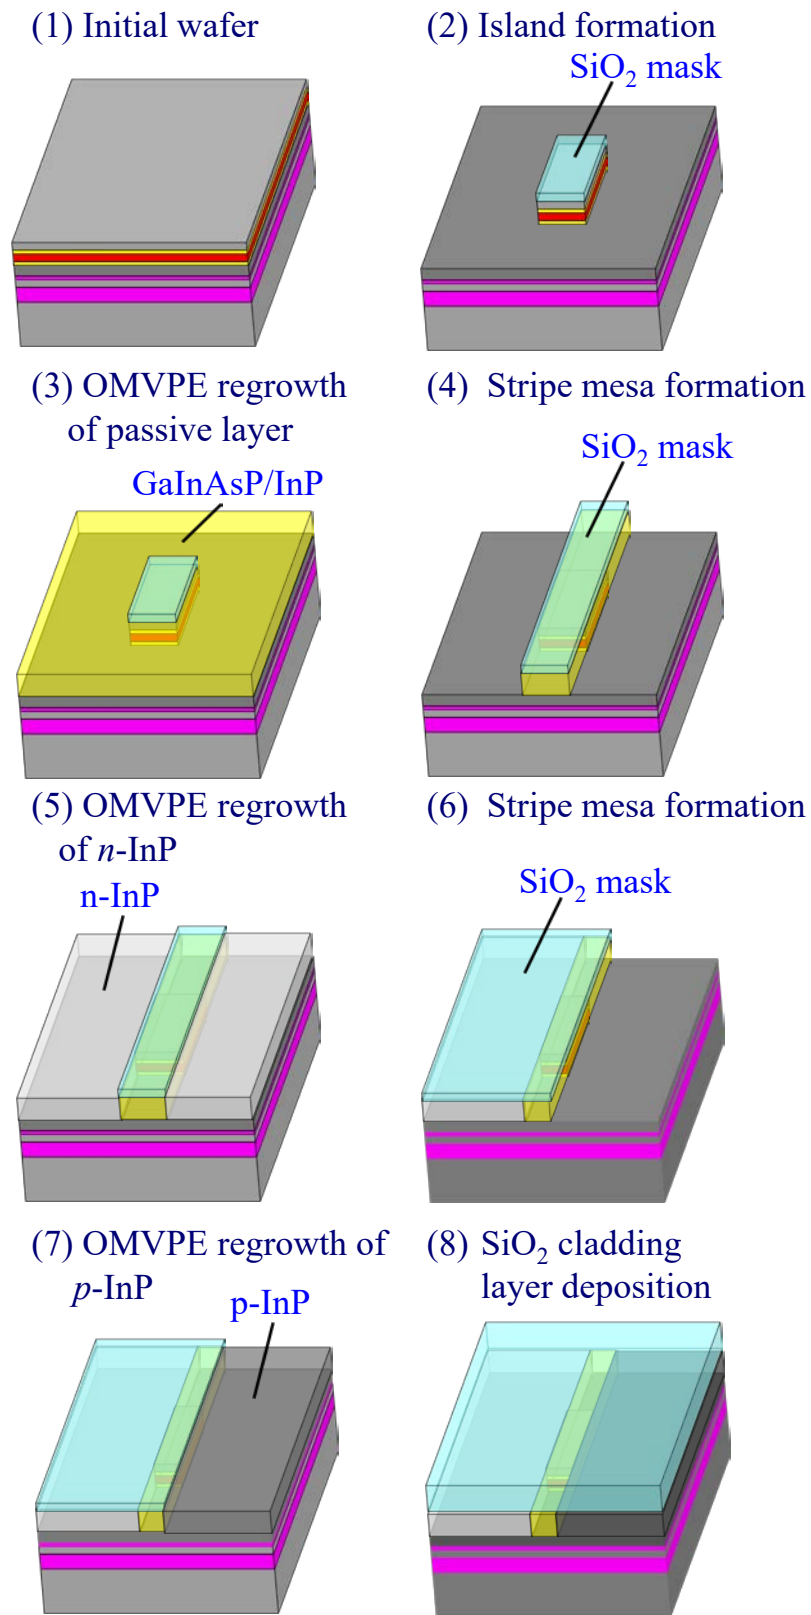 (1) Initial wafer
(2) Island formation
SiO₂ mask
(3) OMVPE regrowth
of passive layer
GaInAsP/InP
(4) Stripe mesa formation
SiO₂ mask
(5) OMVPE regrowth
of n-InP
n-InP
(6) Stripe mesa formation
SiO₂ mask
(7) OMVPE regrowth of
p-InP
p-InP
(8) SiO₂ cladding
layer deposition